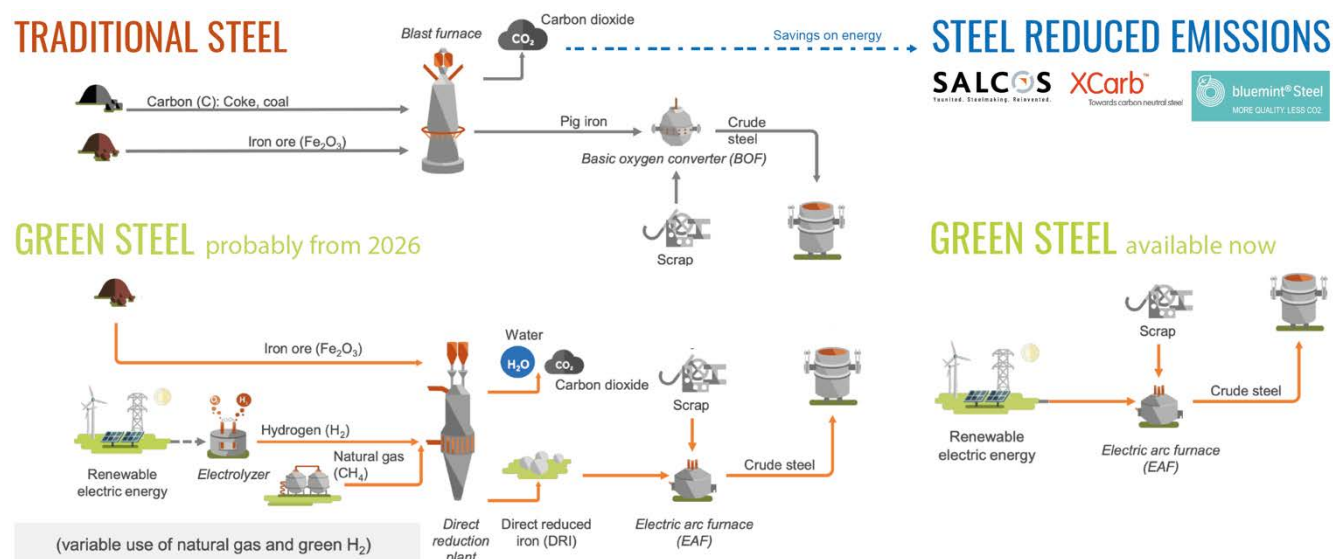 TRADITIONAL STEEL
Blast furnace
Carbon dioxide
CO₂
Savings on energy
STEEL REDUCED EMISSIONS
SALCOS
Younited. Steelmaking. Reinvented.
XCarb™
Towards carbon neutral steel
bluemint® Steel
MORE QUALITY. LESS CO2.
Carbon (C): Coke, coal
Iron ore (Fe₂O₃)
Pig iron
Crude
steel
Basic oxygen converter (BOF)
Scrap
GREEN STEEL probably from 2026
Iron ore (Fe₂O₃)
Water
H₂O
CO₂
Carbon dioxide
Scrap
H₂
Hydrogen (H₂)
Natural gas
(CH₄)
Renewable
electric energy
Electrolyzer
Crude steel
Direct
reduction
plant
Direct reduced
iron (DRI)
Electric arc furnace
(EAF)
(variable use of natural gas and green H₂)
GREEN STEEL available now
Scrap
Crude steel
Renewable
electric energy
Electric arc furnace
(EAF)